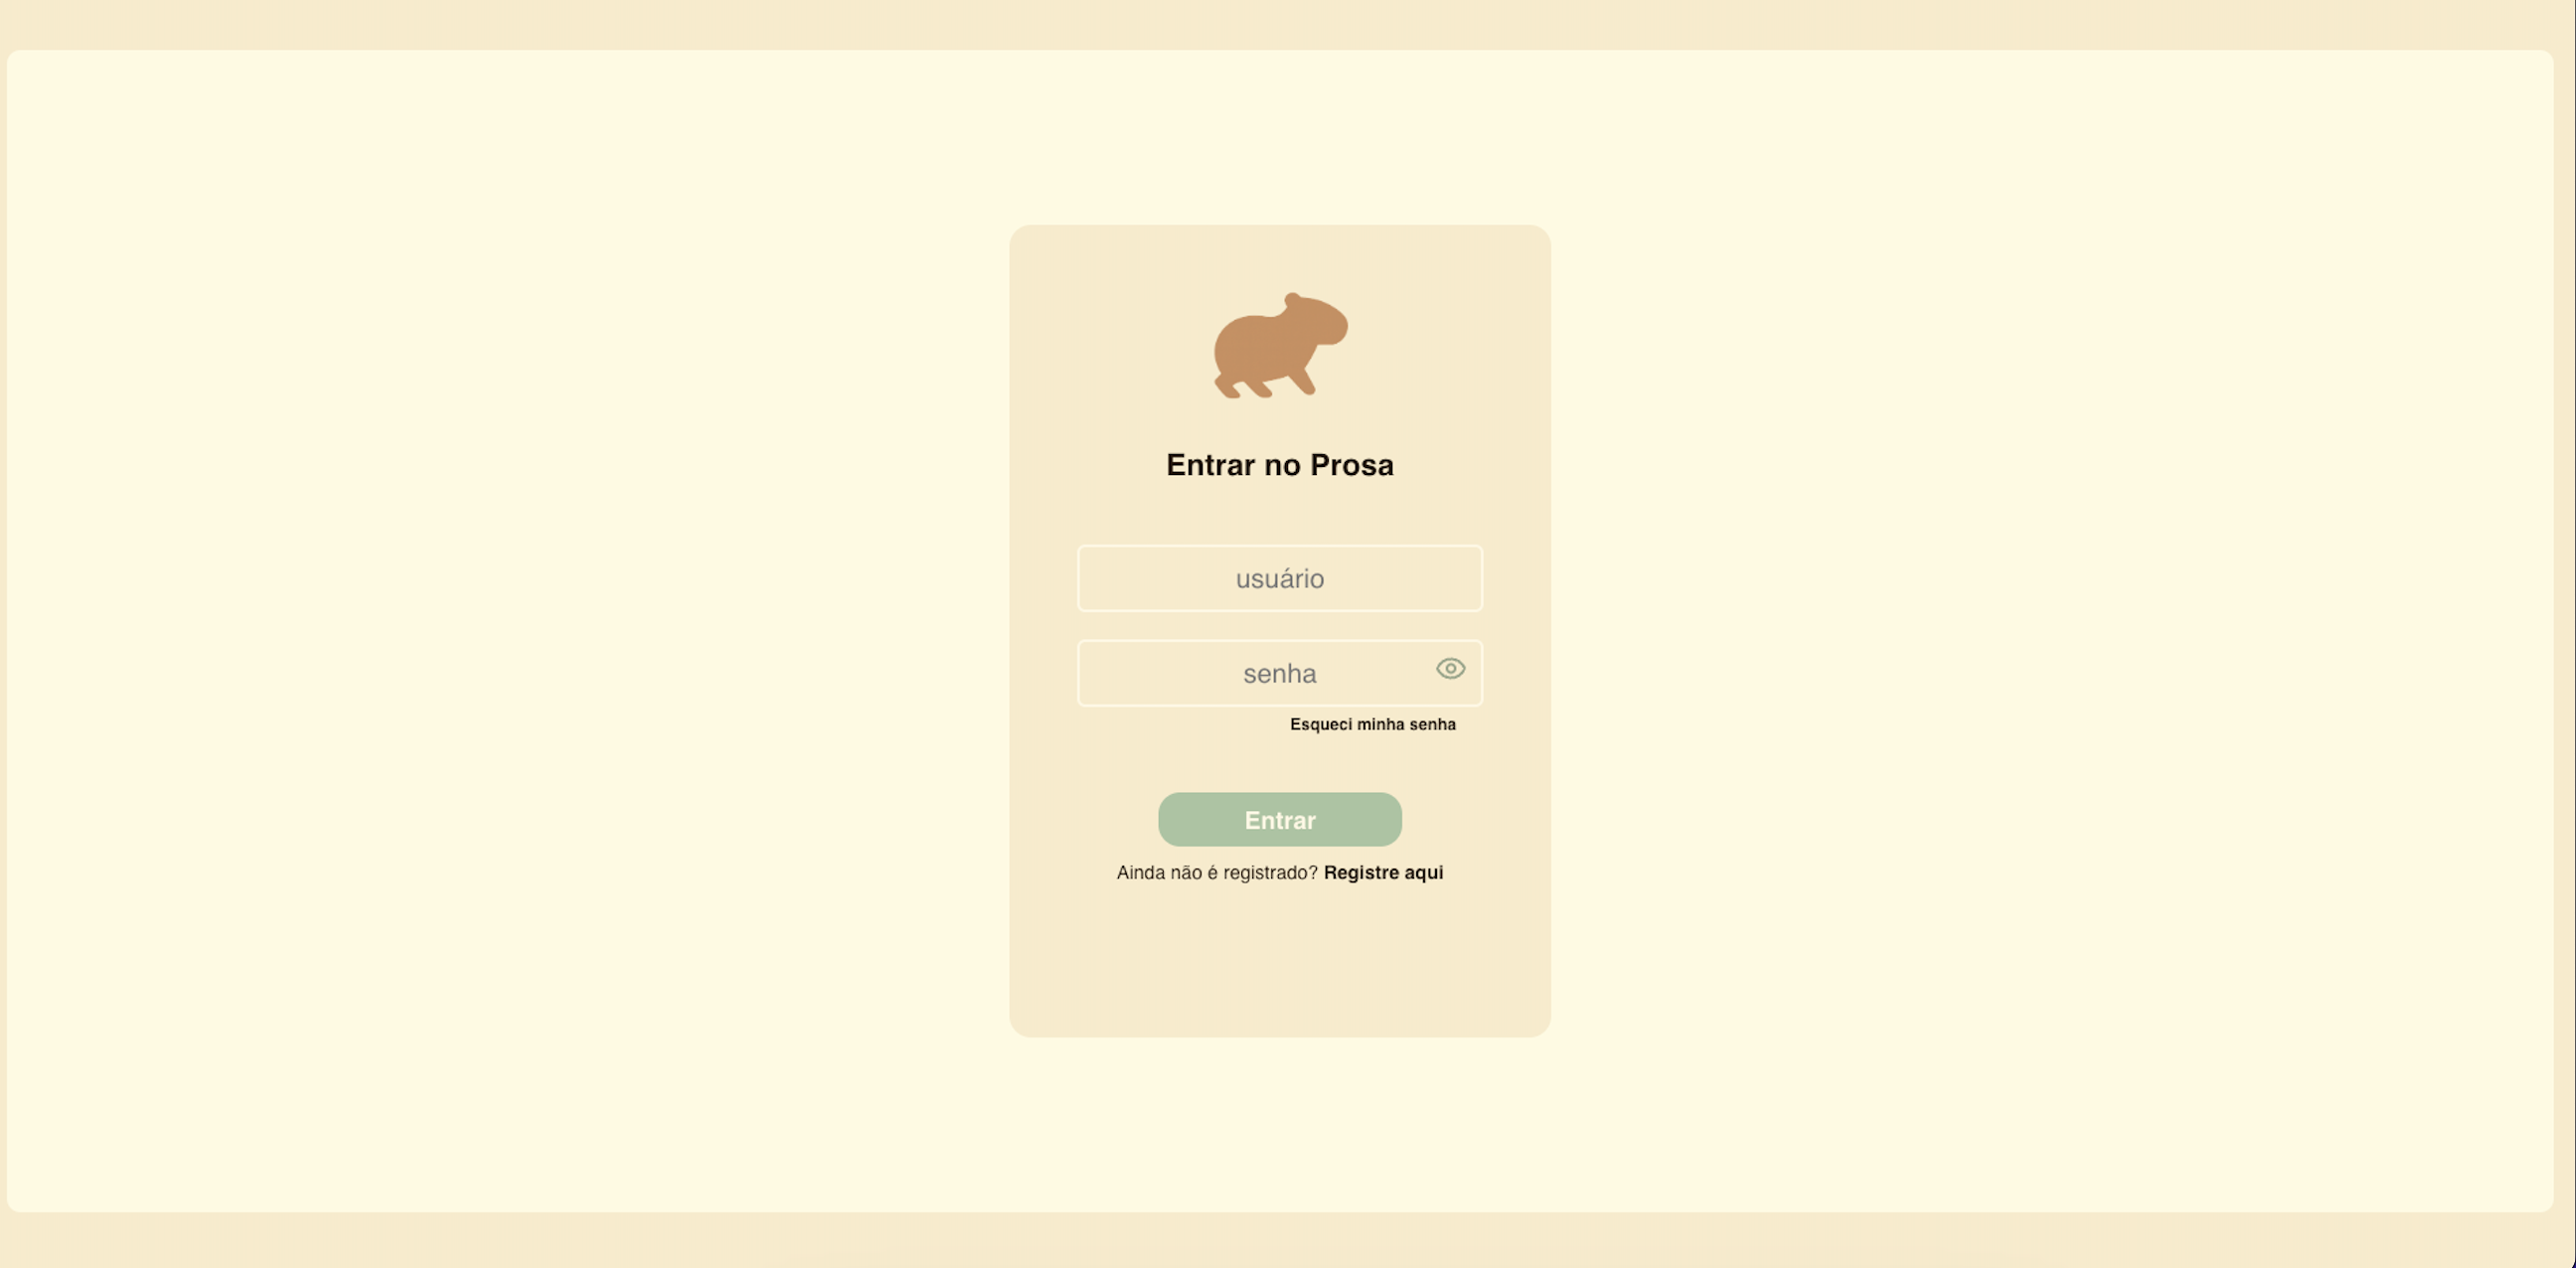 Entrar no Prosa
usuário
senha
Esqueci minha senha
Entrar
Ainda não é registrado? Registre aqui